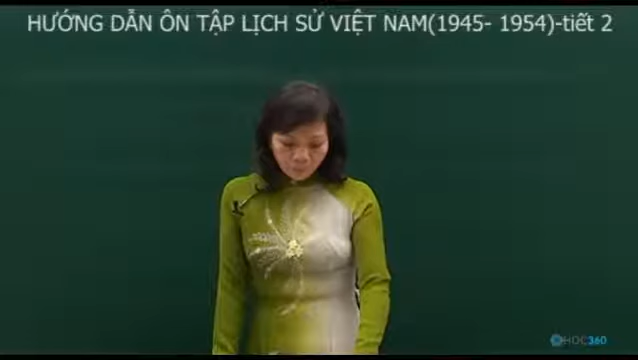 HƯỚNG DẪN ÔN TẬP LỊCH SỬ VIỆT NAM(1945- 1954)-tiết 2
HOC360